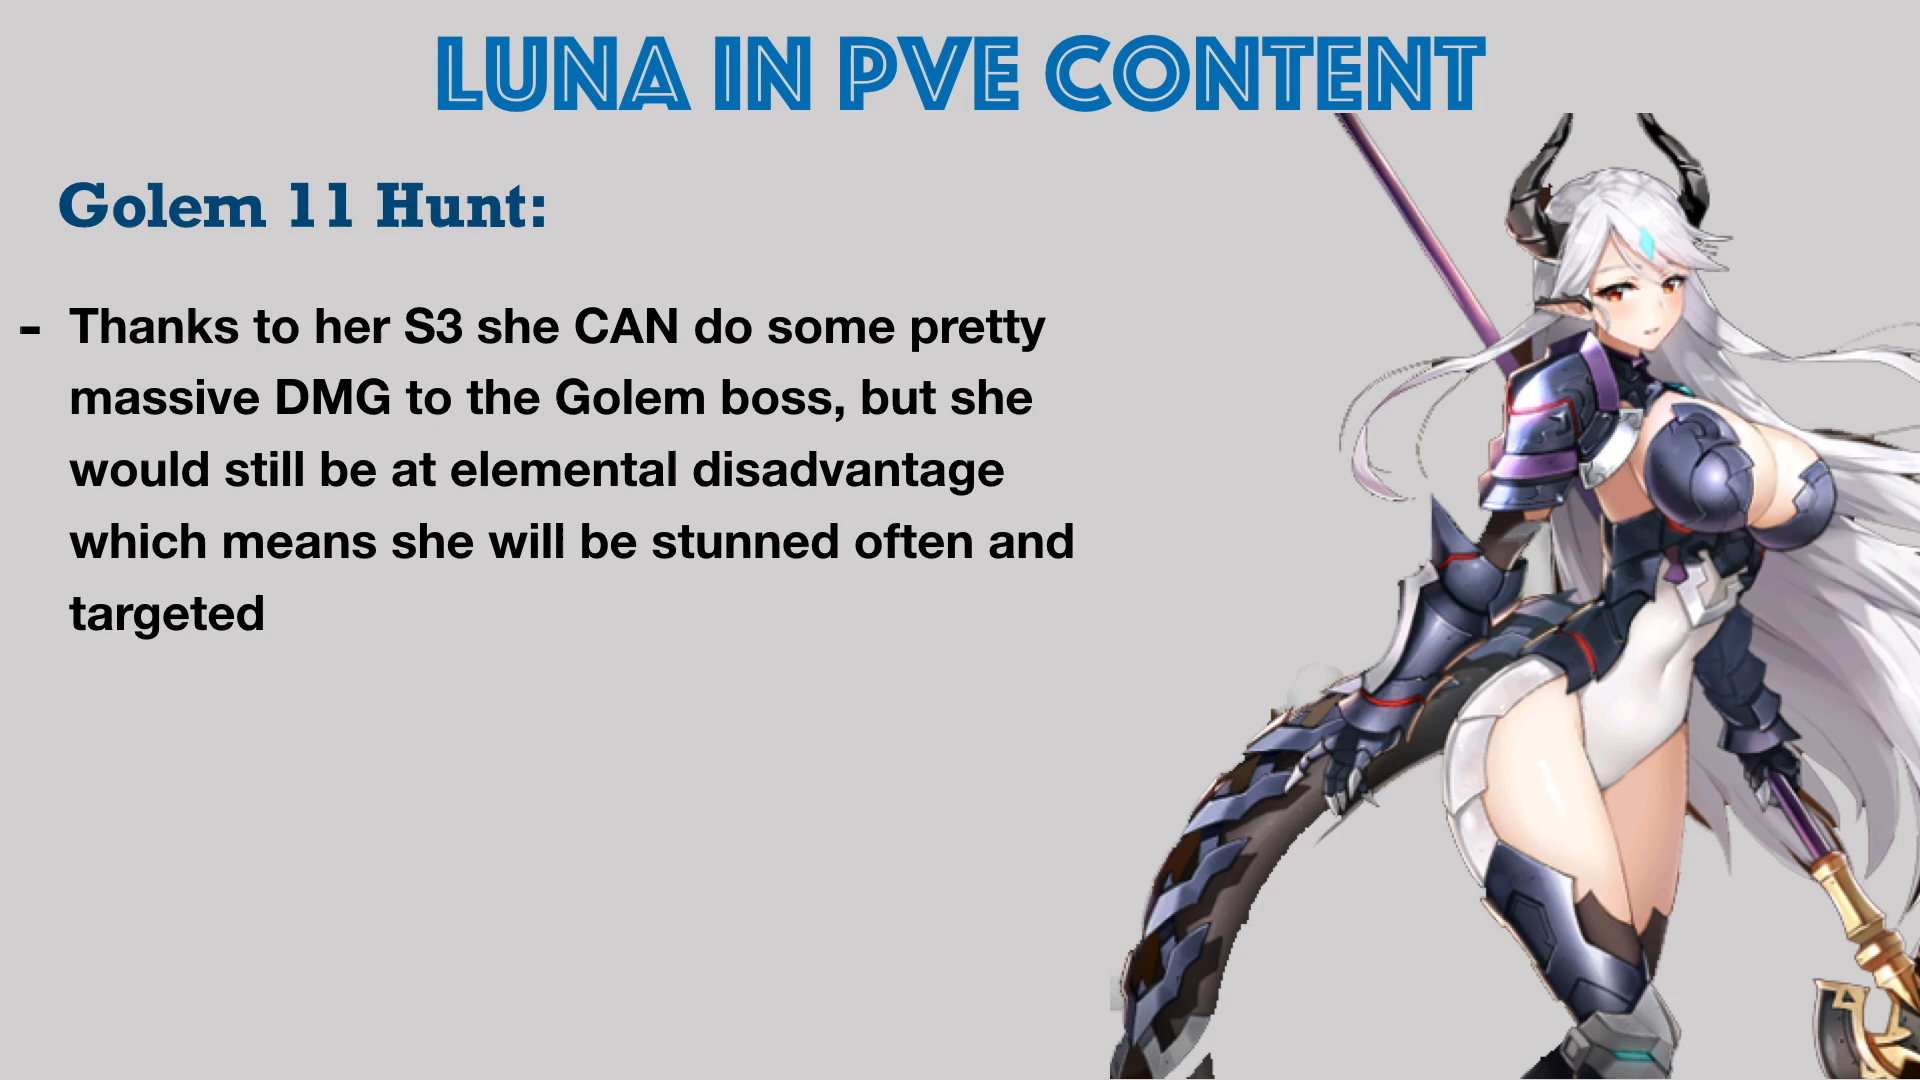 LUNA IN PVE CONTENT
Golem 11 Hunt:
- Thanks to her S3 she CAN do some pretty
massive DMG to the Golem boss, but she
would still be at elemental disadvantage
which means she will be stunned often and
targeted